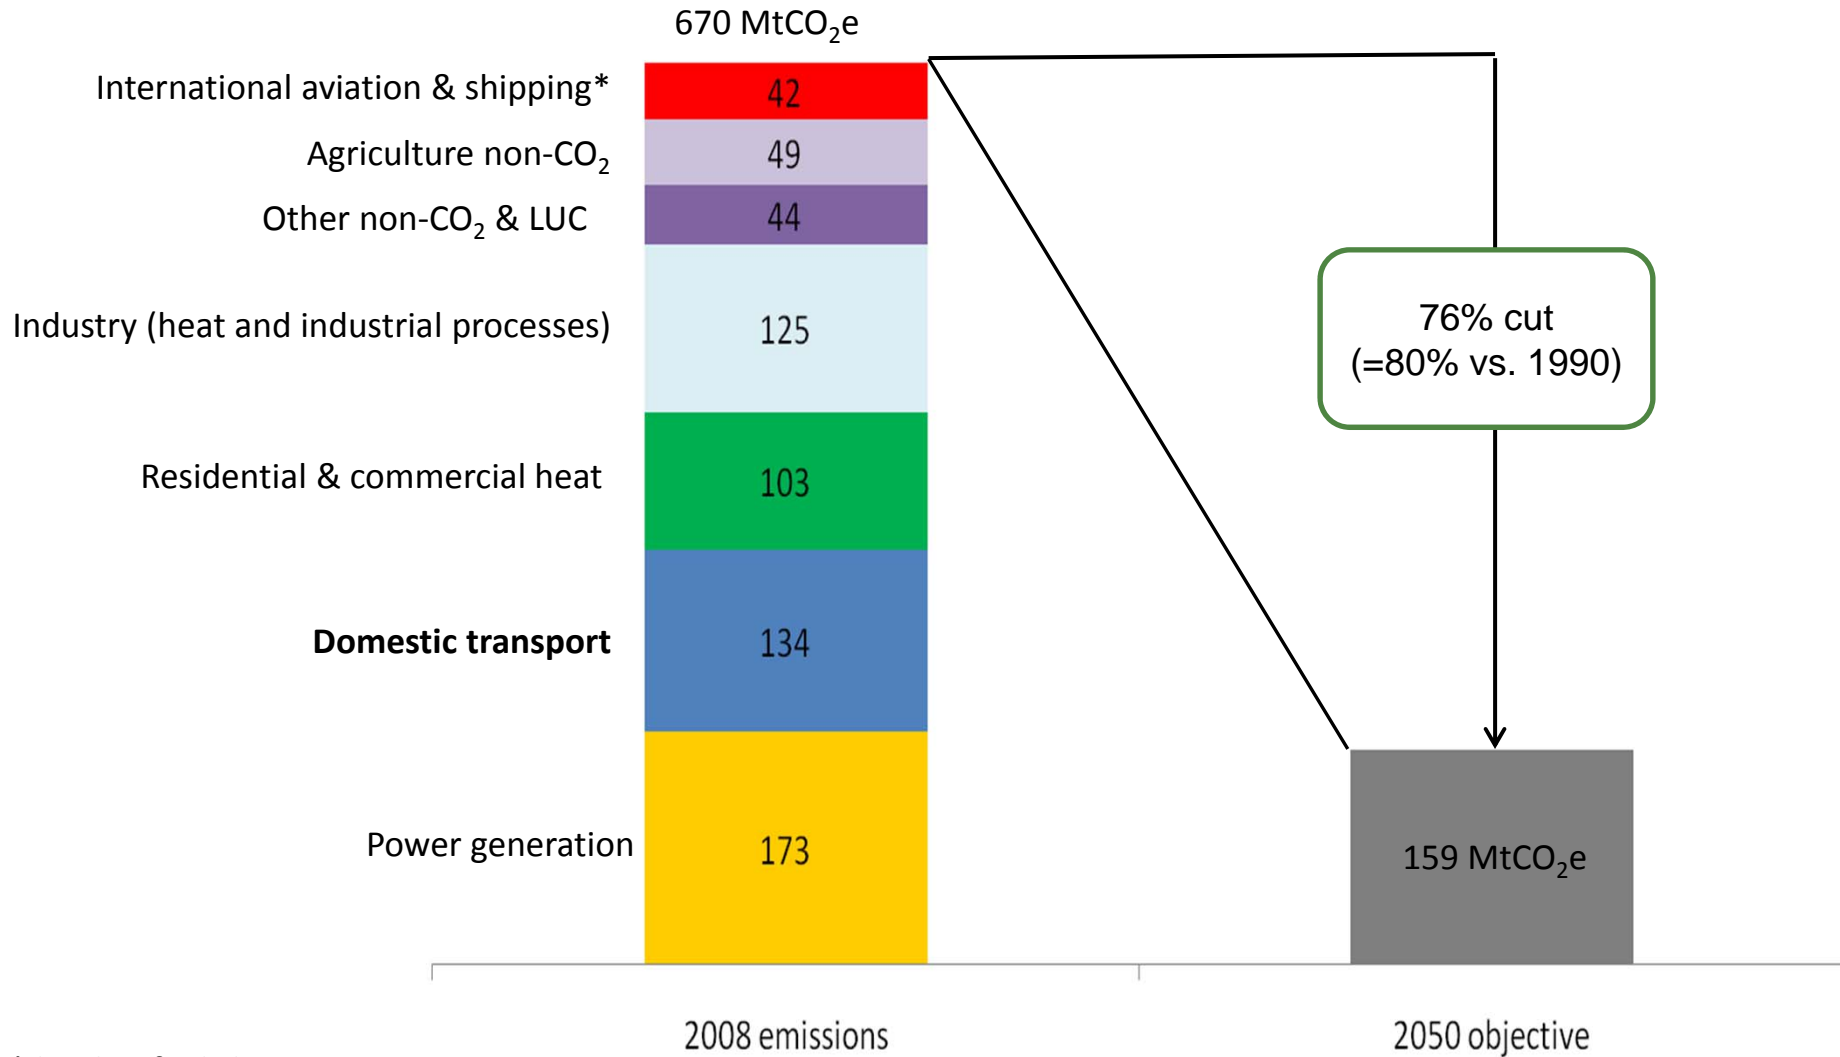 670 MtCO₂e
International aviation & shipping*
42
Agriculture non-CO₂
49
Other non-CO₂ & LUC
44
Industry (heat and industrial processes)
125
Residential & commercial heat
103
Domestic transport
134
Power generation
173
76% cut
(=80% vs. 1990)
159 MtCO₂e
2008 emissions
2050 objective